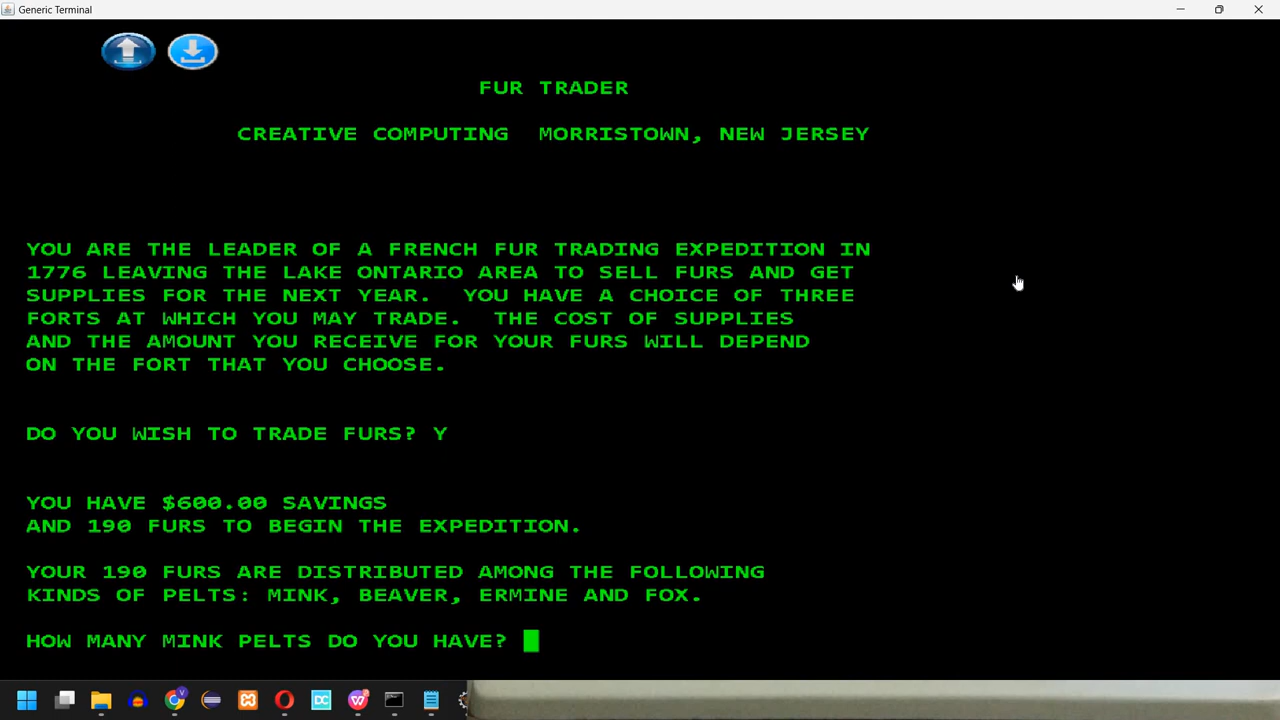 Generic Terminal
FUR TRADER
CREATIVE COMPUTING  MORRISTOWN, NEW JERSEY
YOU ARE THE LEADER OF A FRENCH FUR TRADING EXPEDITION IN
1776 LEAVING THE LAKE ONTARIO AREA TO SELL FURS AND GET
SUPPLIES FOR THE NEXT YEAR.  YOU HAVE A CHOICE OF THREE
FORTS AT WHICH YOU MAY TRADE.  THE COST OF SUPPLIES
AND THE AMOUNT YOU RECEIVE FOR YOUR FURS WILL DEPEND
ON THE FORT THAT YOU CHOOSE.
DO YOU WISH TO TRADE FURS? Y
YOU HAVE $600.00 SAVINGS
AND 190 FURS TO BEGIN THE EXPEDITION.
YOUR 190 FURS ARE DISTRIBUTED AMONG THE FOLLOWING
KINDS OF PELTS: MINK, BEAVER, ERMINE AND FOX.
HOW MANY MINK PELTS DO YOU HAVE?
V
DC
W